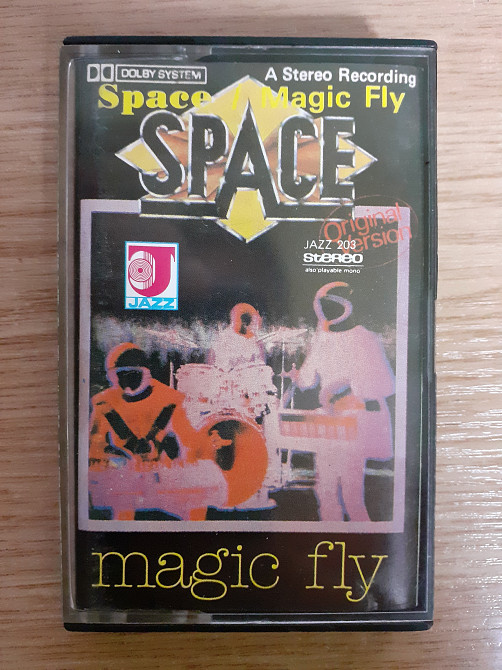 DOLBY SYSTEM
A Stereo Recording
Space / Magic Fly
SPACE
Original
Version
JAZZ 203
STEREO
also playable mono
J
JAZZ
magic fly